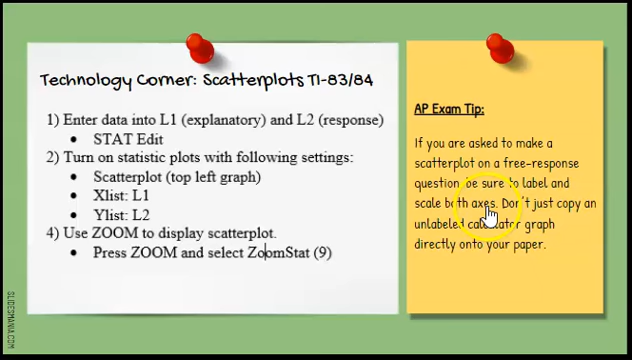 Technology Corner: Scatterplots TI-83/84
1) Enter data into L1 (explanatory) and L2 (response)
• STAT Edit
2) Turn on statistic plots with following settings:
• Scatterplot (top left graph)
• Xlist: L1
• Ylist: L2
4) Use ZOOM to display scatterplot.
• Press ZOOM and select ZoomStat (9)
AP Exam Tip:
If you are asked to make a
scatterplot on a free-response
question, be sure to label and
scale both axes. Don't just copy an
unlabeled calculator graph
directly onto your paper.
SLIDESMANIA.COM